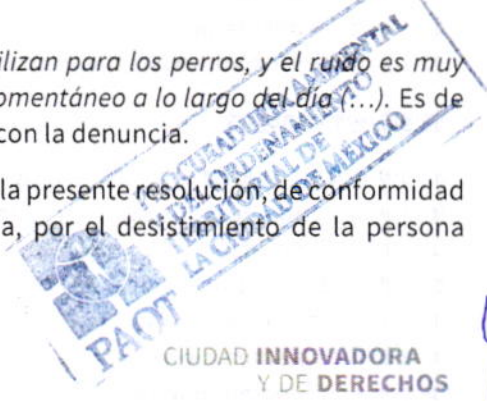 ilizan para los perros, y el ruido es muy
omentáneo a lo largo del día (...). Es de
con la denuncia.
la presente resolución, de conformidad
a, por el desistimiento de la persona
PROCURADURÍA AMBIENTAL
Y DEL ORDENAMIENTO
TERRITORIAL DE
LA CIUDAD DE MÉXICO
PAOT
CIUDAD INNOVADORA
Y DE DERECHOS